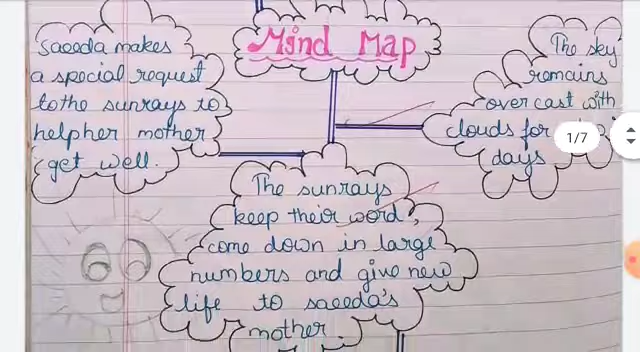 Mind Map
Saeeda makes
a special request
to the sunrays to
help her mother
get well.
The sky
remains
over cast with
clouds for
days
1/7
The sunrays
keep their word,
come down in large
numbers and give new
life to saeeda's
mother.